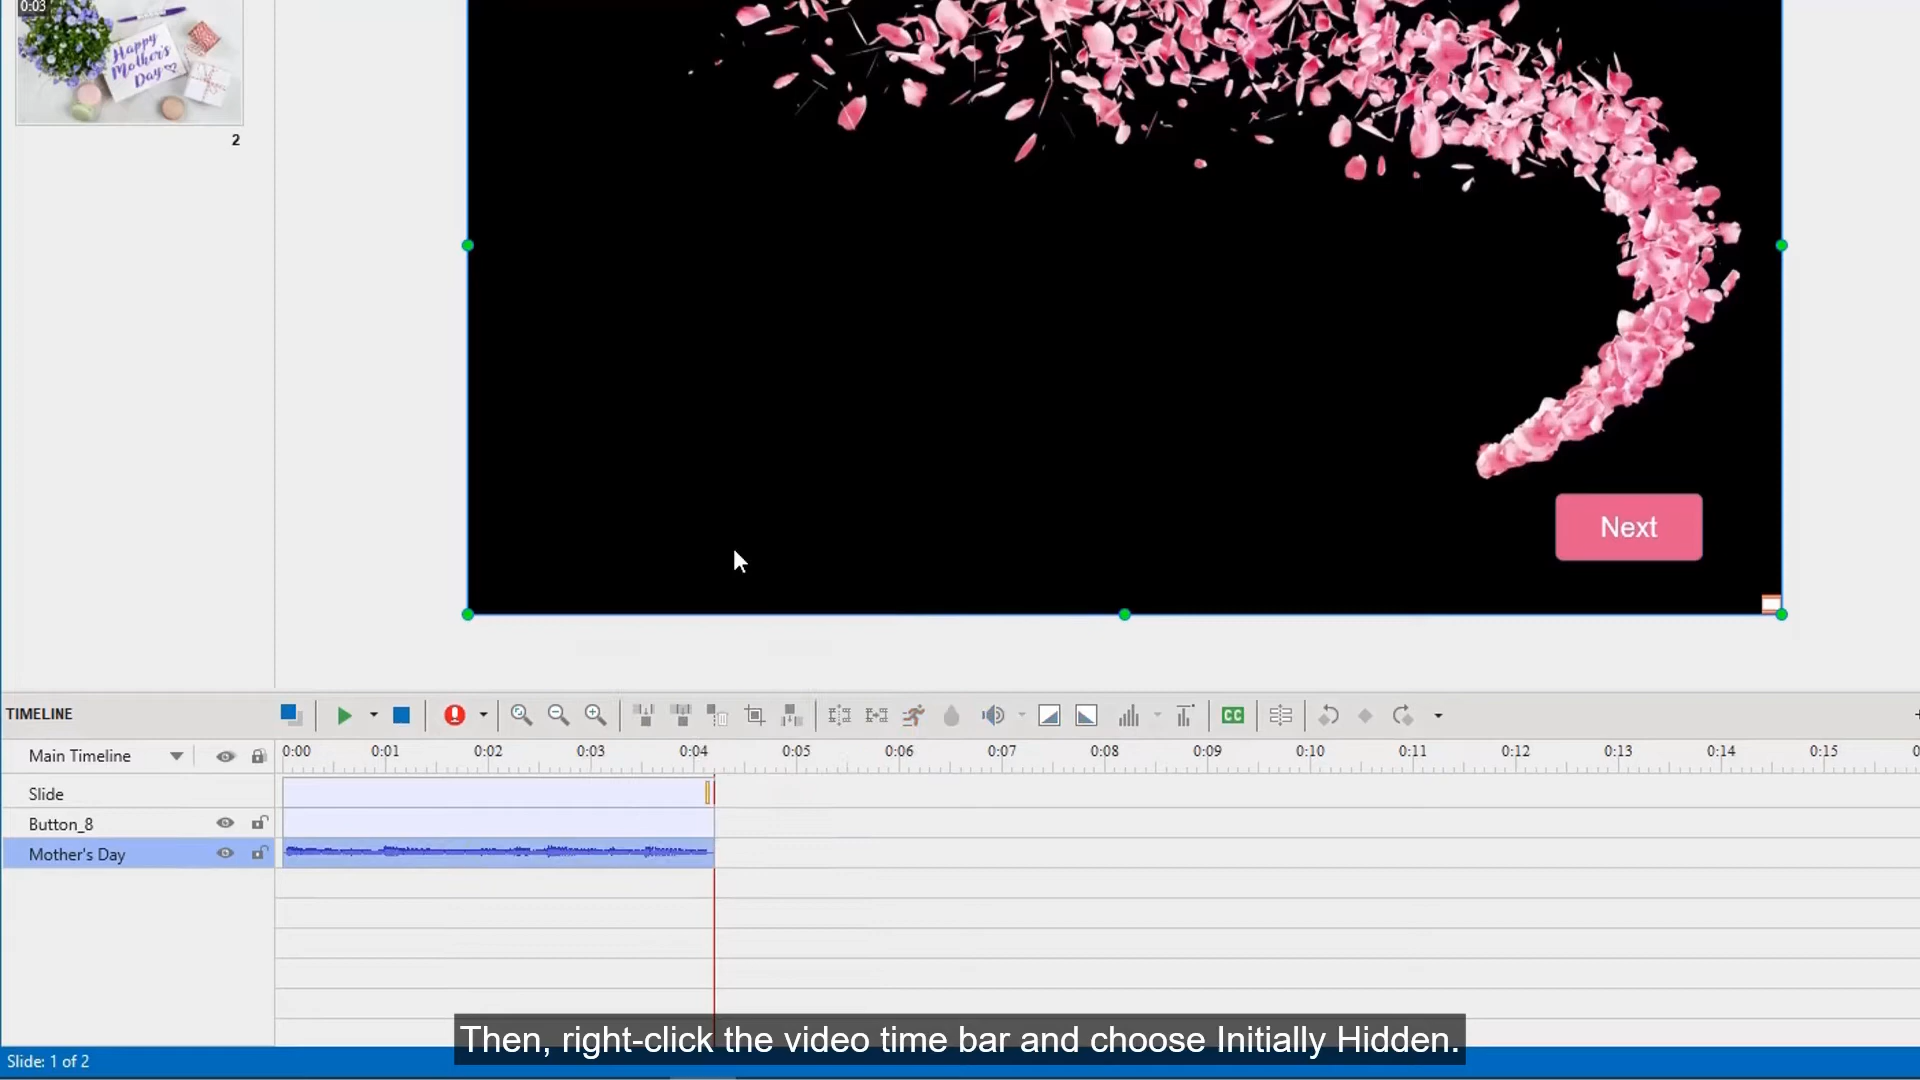 0:03
Happy
Mother's
Day
2
Next
TIMELINE
CC
Main Timeline
0:00 0:01 0:02 0:03 0:04 0:05 0:06 0:07 0:08 0:09 0:10 0:11 0:12 0:13 0:14 0:15
Slide
Button_8
Mother's Day
Then, right-click the video time bar and choose Initially Hidden.
Slide: 1 of 2